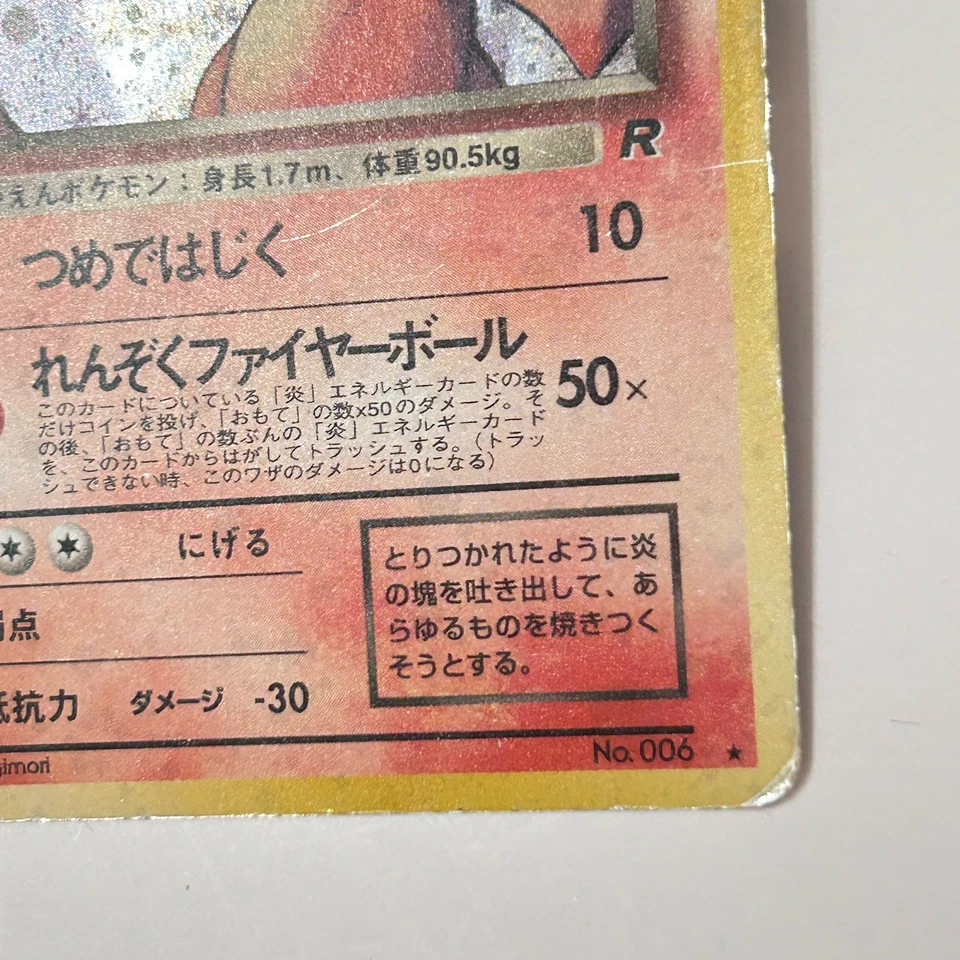 えんポケモン：身長1.7m、体重90.5kg
R
つめではじく 10
れんぞくファイヤーボール 50×
このカードについている「炎」エネルギーカードの数
だけコインを投げ、「おもて」の数×50のダメージ。そ
の後、「おもて」の数ぶんの「炎」エネルギーカード
を、このカードからはがしてトラッシュする。（トラッ
シュできない時、このワザのダメージは0になる）
にげる
とりつかれたように炎
の塊を吐き出して、あ
らゆるものを焼きつく
そうとする。
弱点
抵抗力 ダメージ -30
gimori
No. 006 ★